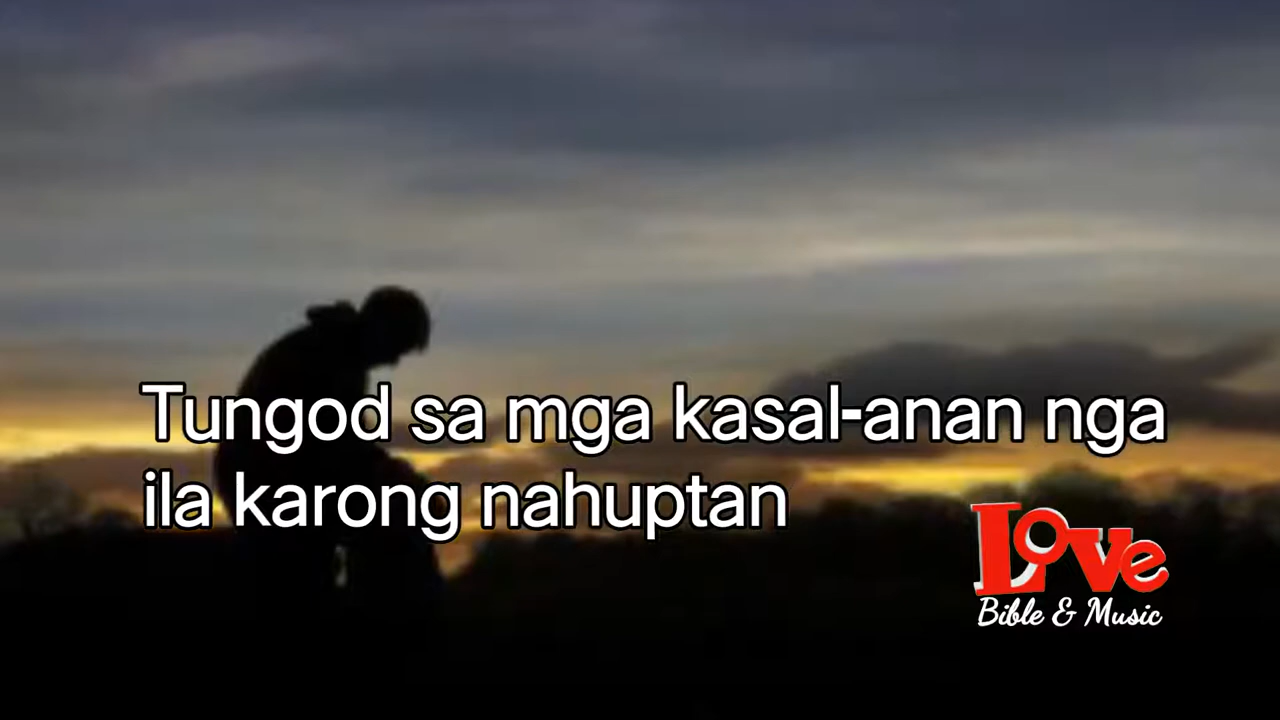 Tungod sa mga kasal-anan nga
ila karong nahuptan
Love
Bible & Music